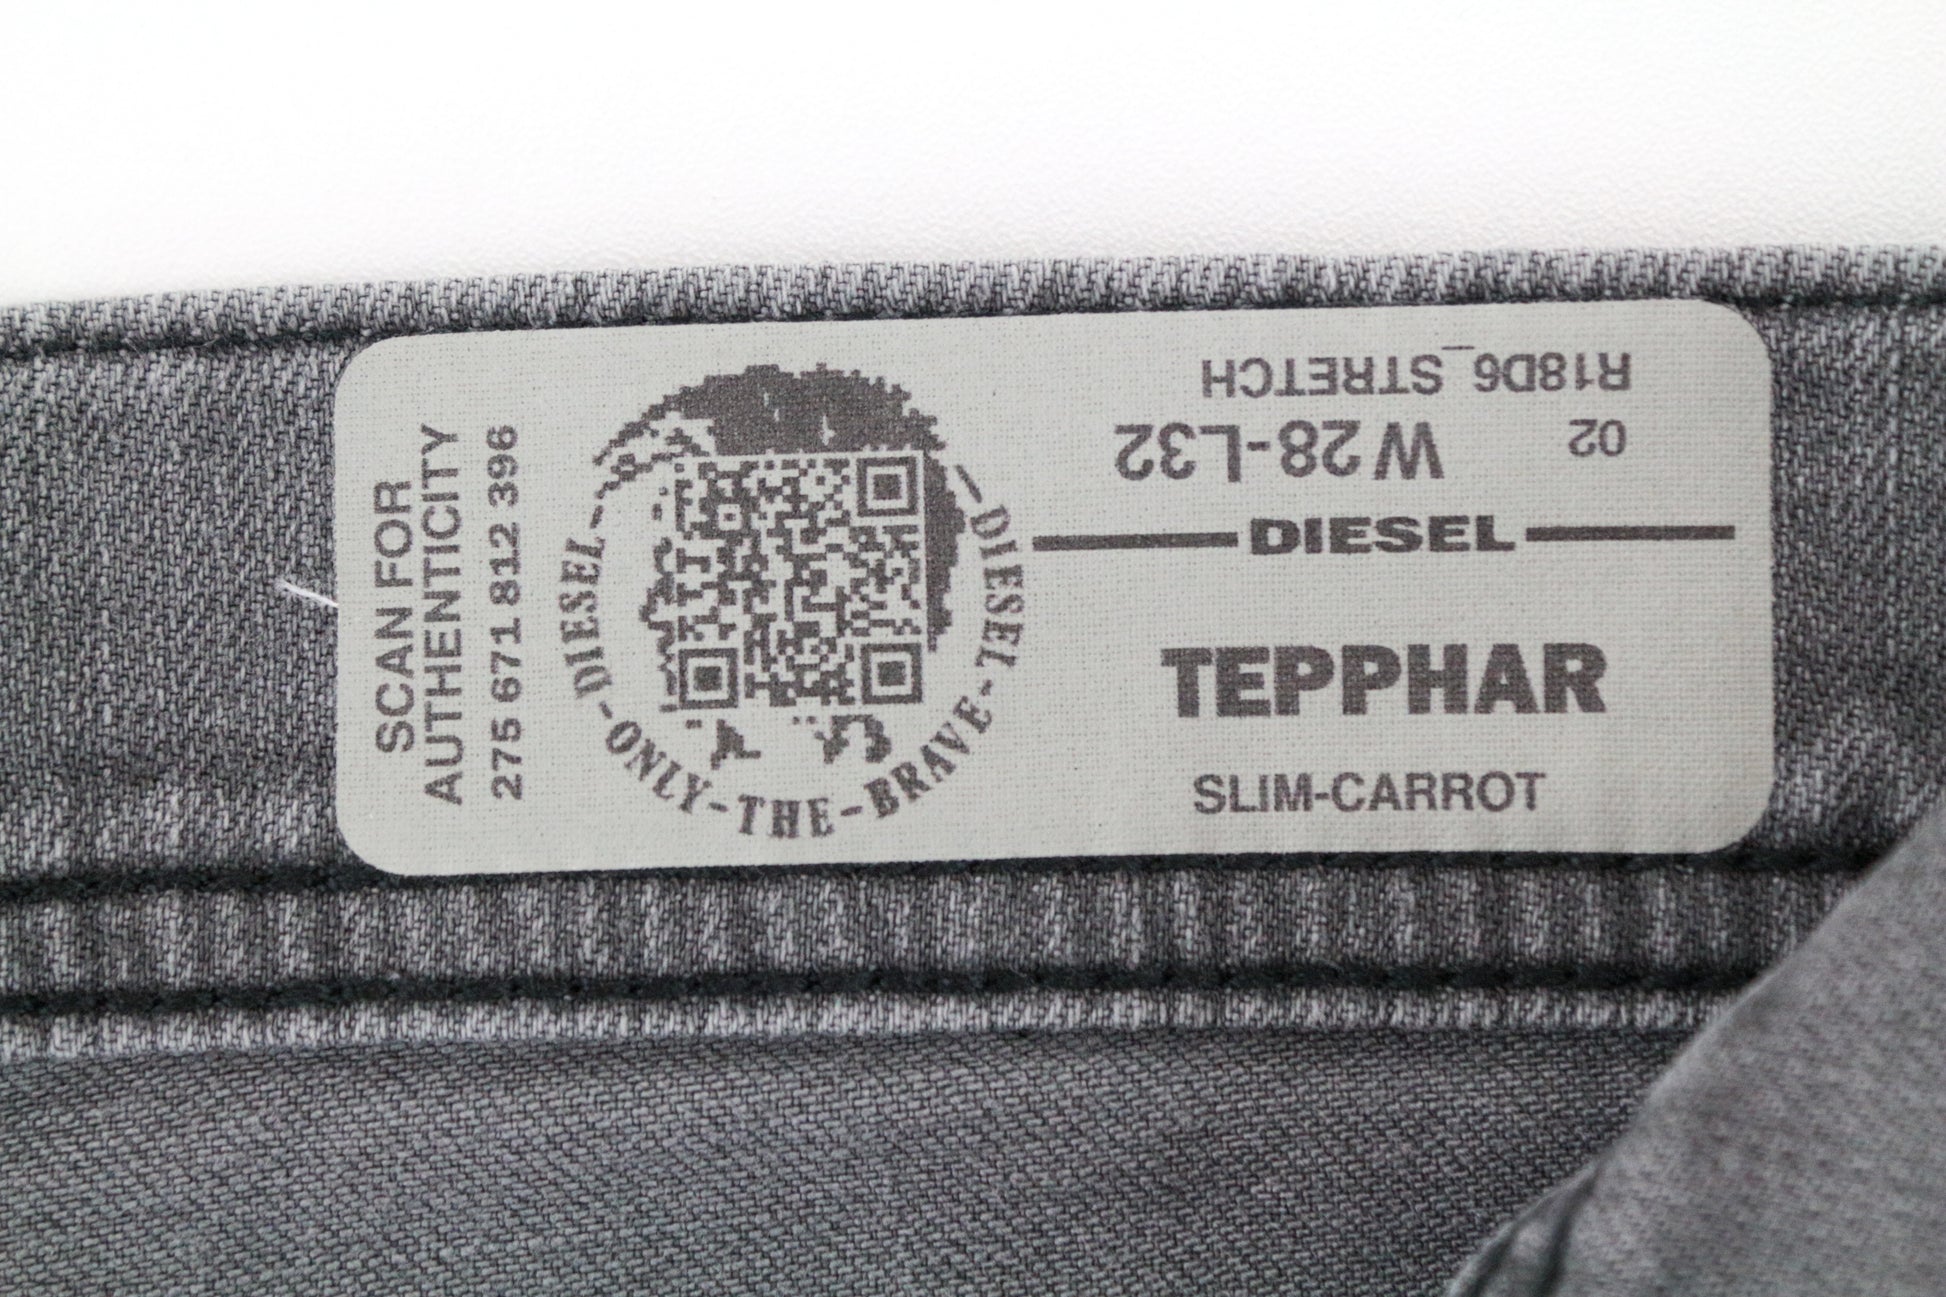 SCAN FOR
AUTHENTICITY
275 671 812 396
DIESEL-DIESEL-ONLY-THE-BRAVE-
R18D6_STRETCH
02 W28-L32
DIESEL
TEPPHAR
SLIM-CARROT